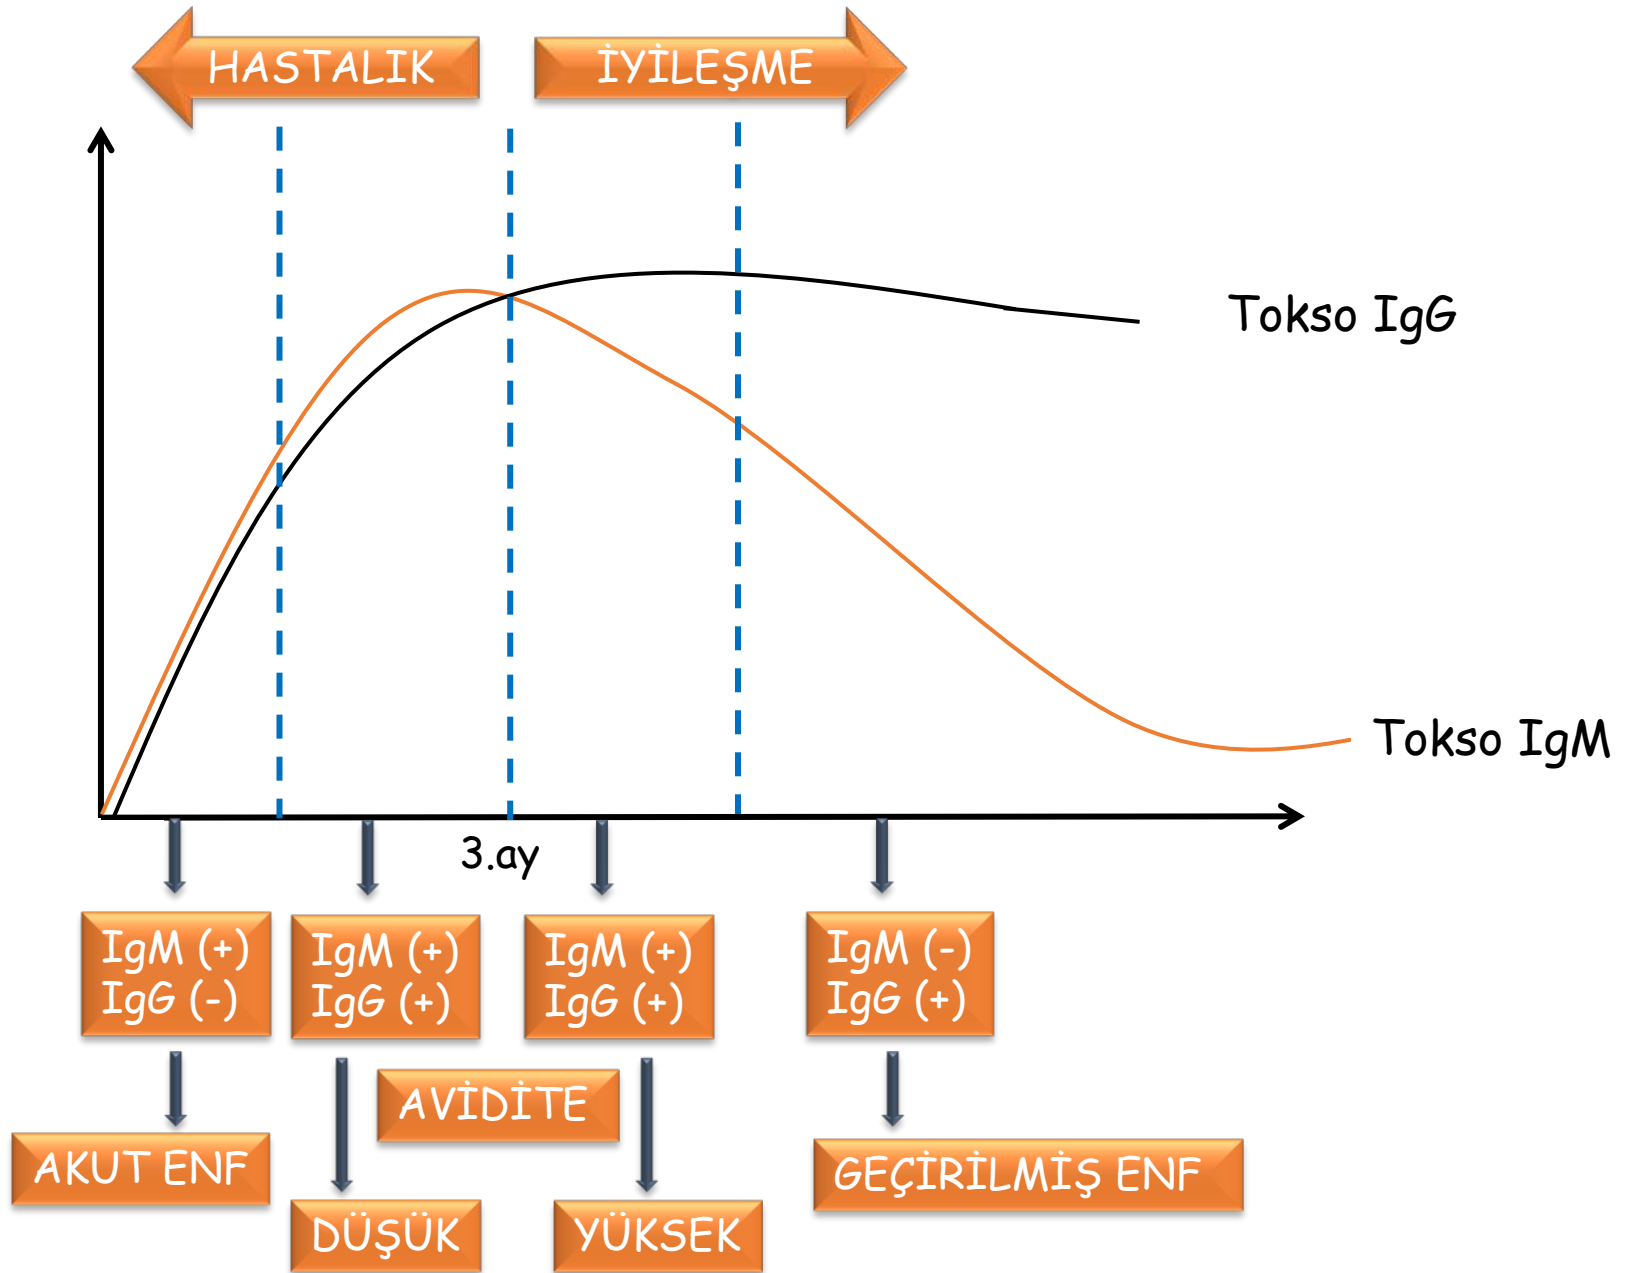 HASTALIK
İYİLEŞME
Tokso IgG
Tokso IgM
3.ay
IgM (+)
IgG (-)
IgM (+)
IgG (+)
IgM (+)
IgG (+)
IgM (-)
IgG (+)
AVİDİTE
AKUT ENF
GEÇİRİLMİŞ ENF
DÜŞÜK
YÜKSEK